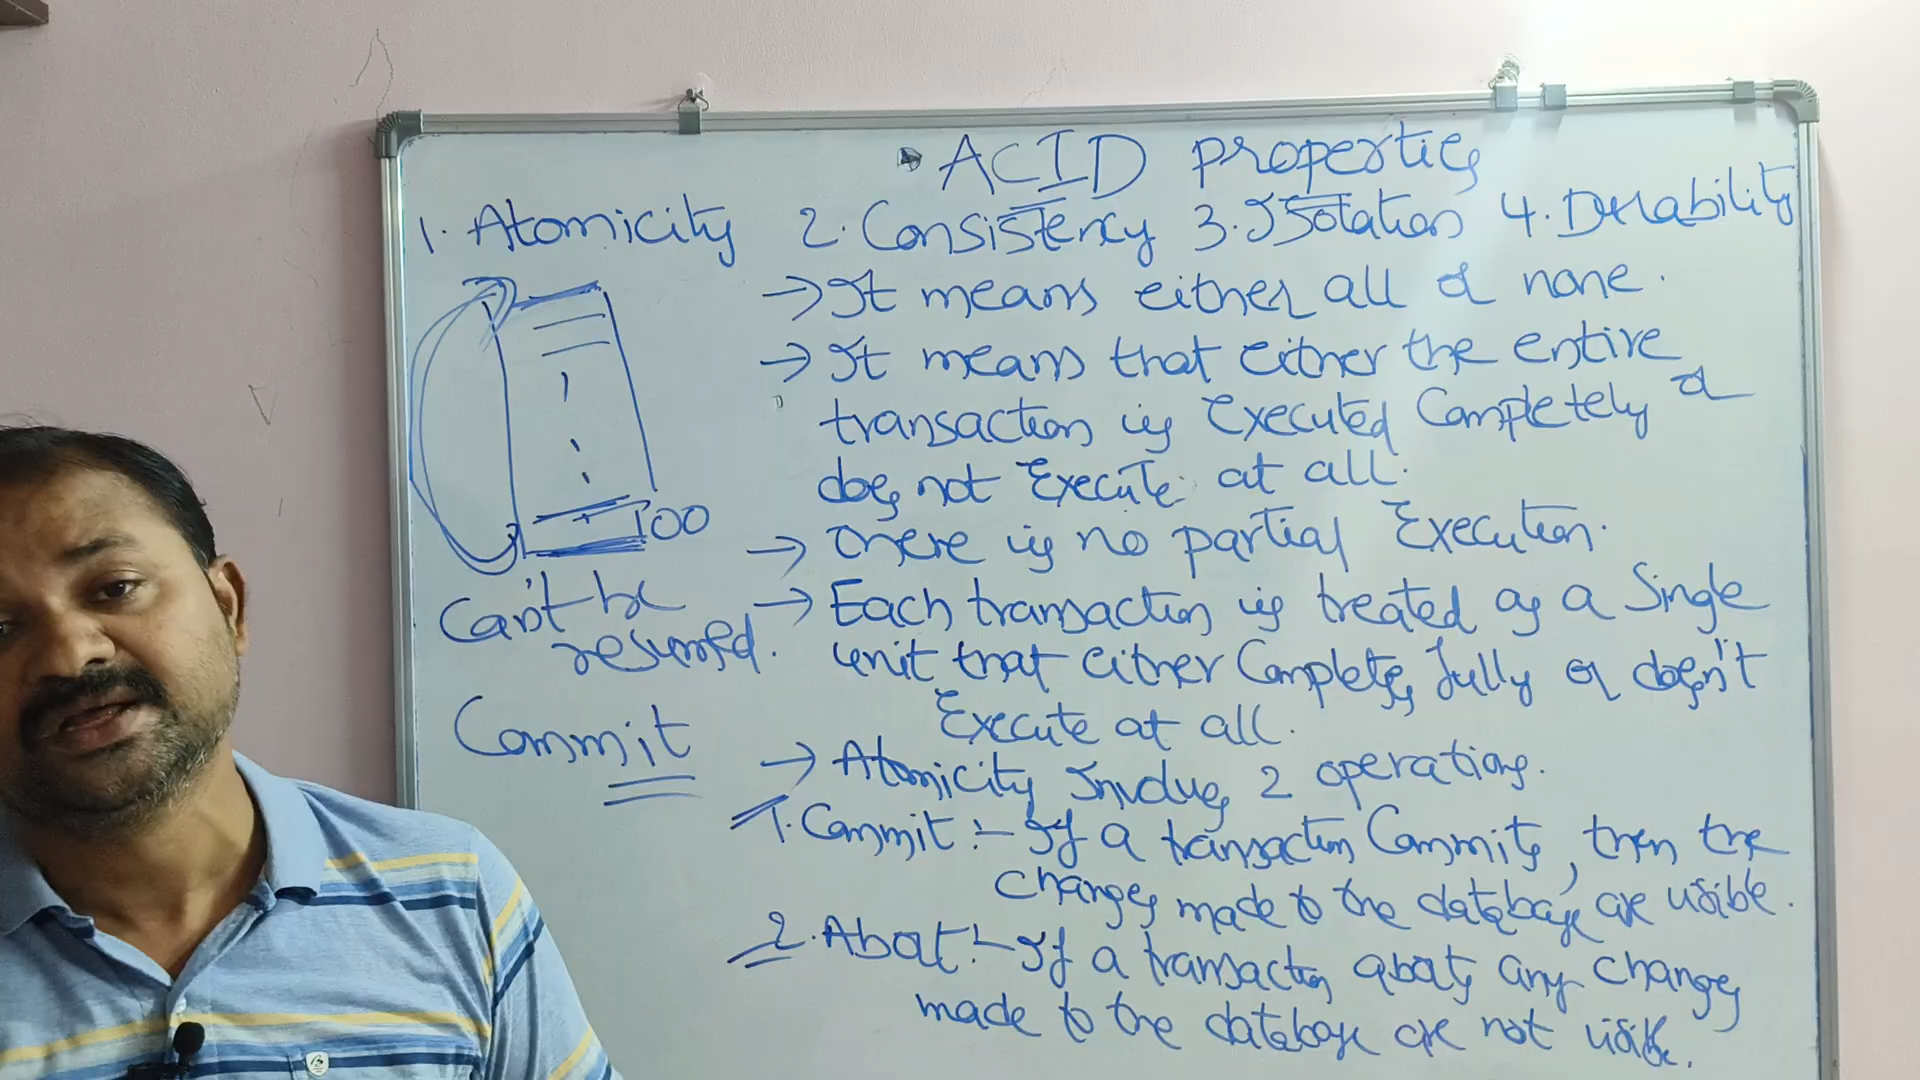 ACID properties
1. Atomicity 2. Consistency 3. Isolation 4. Durability
→ It means either all or none.
→ It means that either the entire
transaction is Executed Completely or
does not Execute at all.
100
→ There is no partial Execution.
Can't be
resumed.
→ Each transaction is treated as a Single
unit that either Completes fully or doesn't
Execute at all.
Commit
→ Atomicity Involves 2 operations.
1. Commit :- If a transaction Commits, then the
changes made to the database are visible.
2. Abort :- If a transaction aborts any changes
made to the database are not visible.